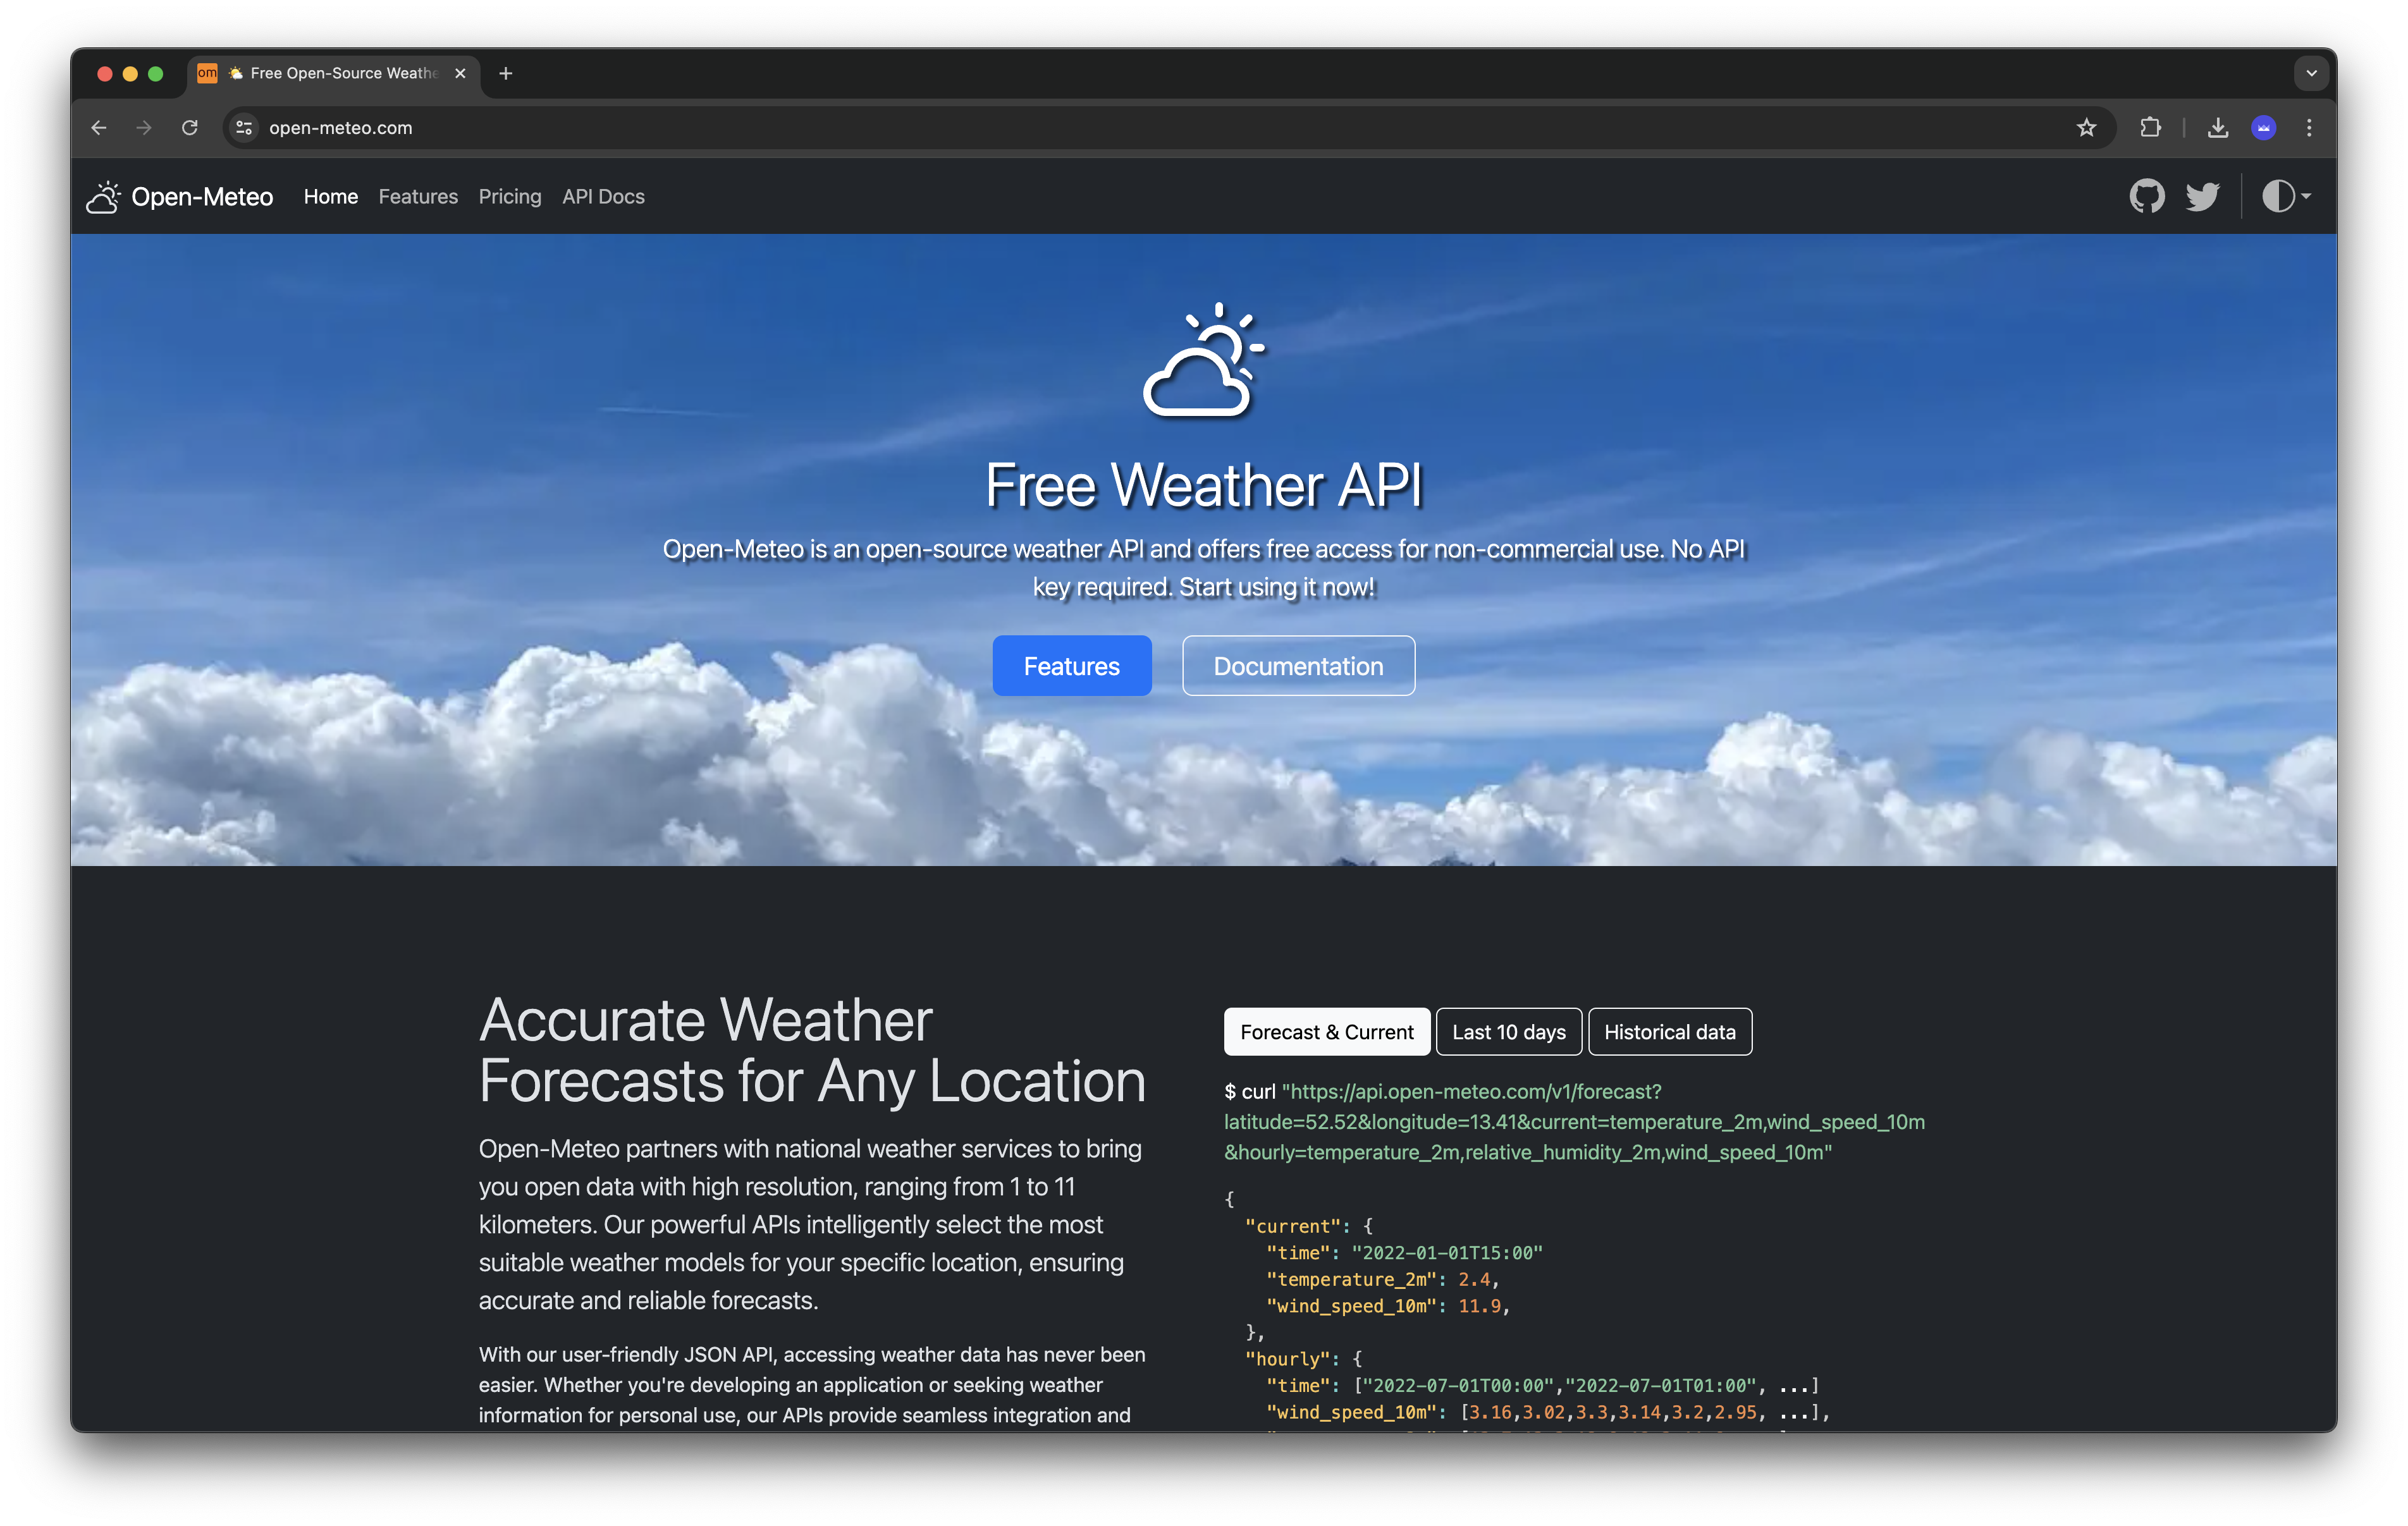 om Free Open-Source Weathe
open-meteo.com
Open-Meteo Home Features Pricing API Docs
Free Weather API
Open-Meteo is an open-source weather API and offers free access for non-commercial use. No API
key required. Start using it now!
Features Documentation
Accurate Weather
Forecasts for Any Location
Open-Meteo partners with national weather services to bring
you open data with high resolution, ranging from 1 to 11
kilometers. Our powerful APIs intelligently select the most
suitable weather models for your specific location, ensuring
accurate and reliable forecasts.
With our user-friendly JSON API, accessing weather data has never been
easier. Whether you're developing an application or seeking weather
information for personal use, our APIs provide seamless integration and
Forecast & Current Last 10 days Historical data
$ curl "https://api.open-meteo.com/v1/forecast?
latitude=52.52&longitude=13.41&current=temperature_2m,wind_speed_10m
&hourly=temperature_2m,relative_humidity_2m,wind_speed_10m"
{
"current": {
"time": "2022-01-01T15:00"
"temperature_2m": 2.4,
"wind_speed_10m": 11.9,
},
"hourly": {
"time": ["2022-07-01T00:00","2022-07-01T01:00", ...]
"wind_speed_10m": [3.16,3.02,3.3,3.14,3.2,2.95, ...],